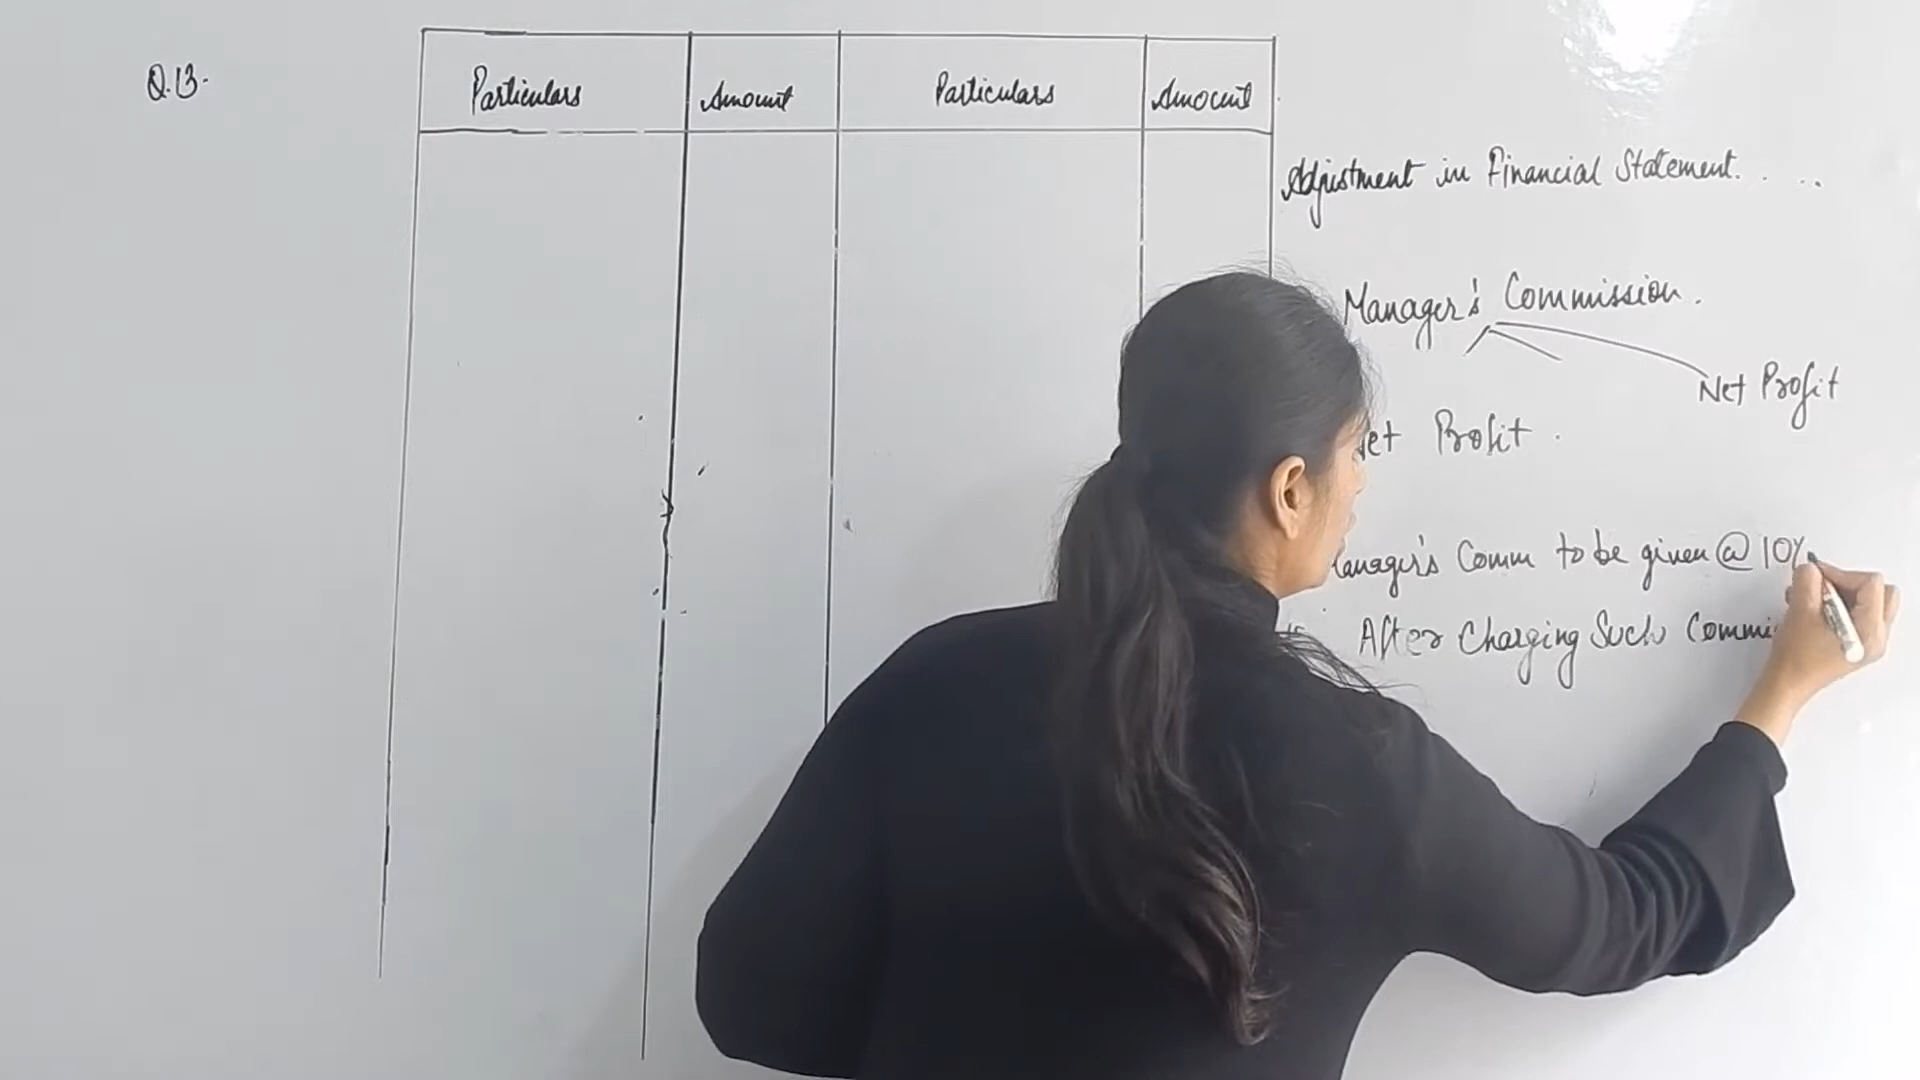 Q.13.
Particulars Amount Particulars Amount
Adjustment in Financial Statement. . ..
Manager's Commission.
Net Profit
Profit .
Comm to be given @ 10%
After Charging Such